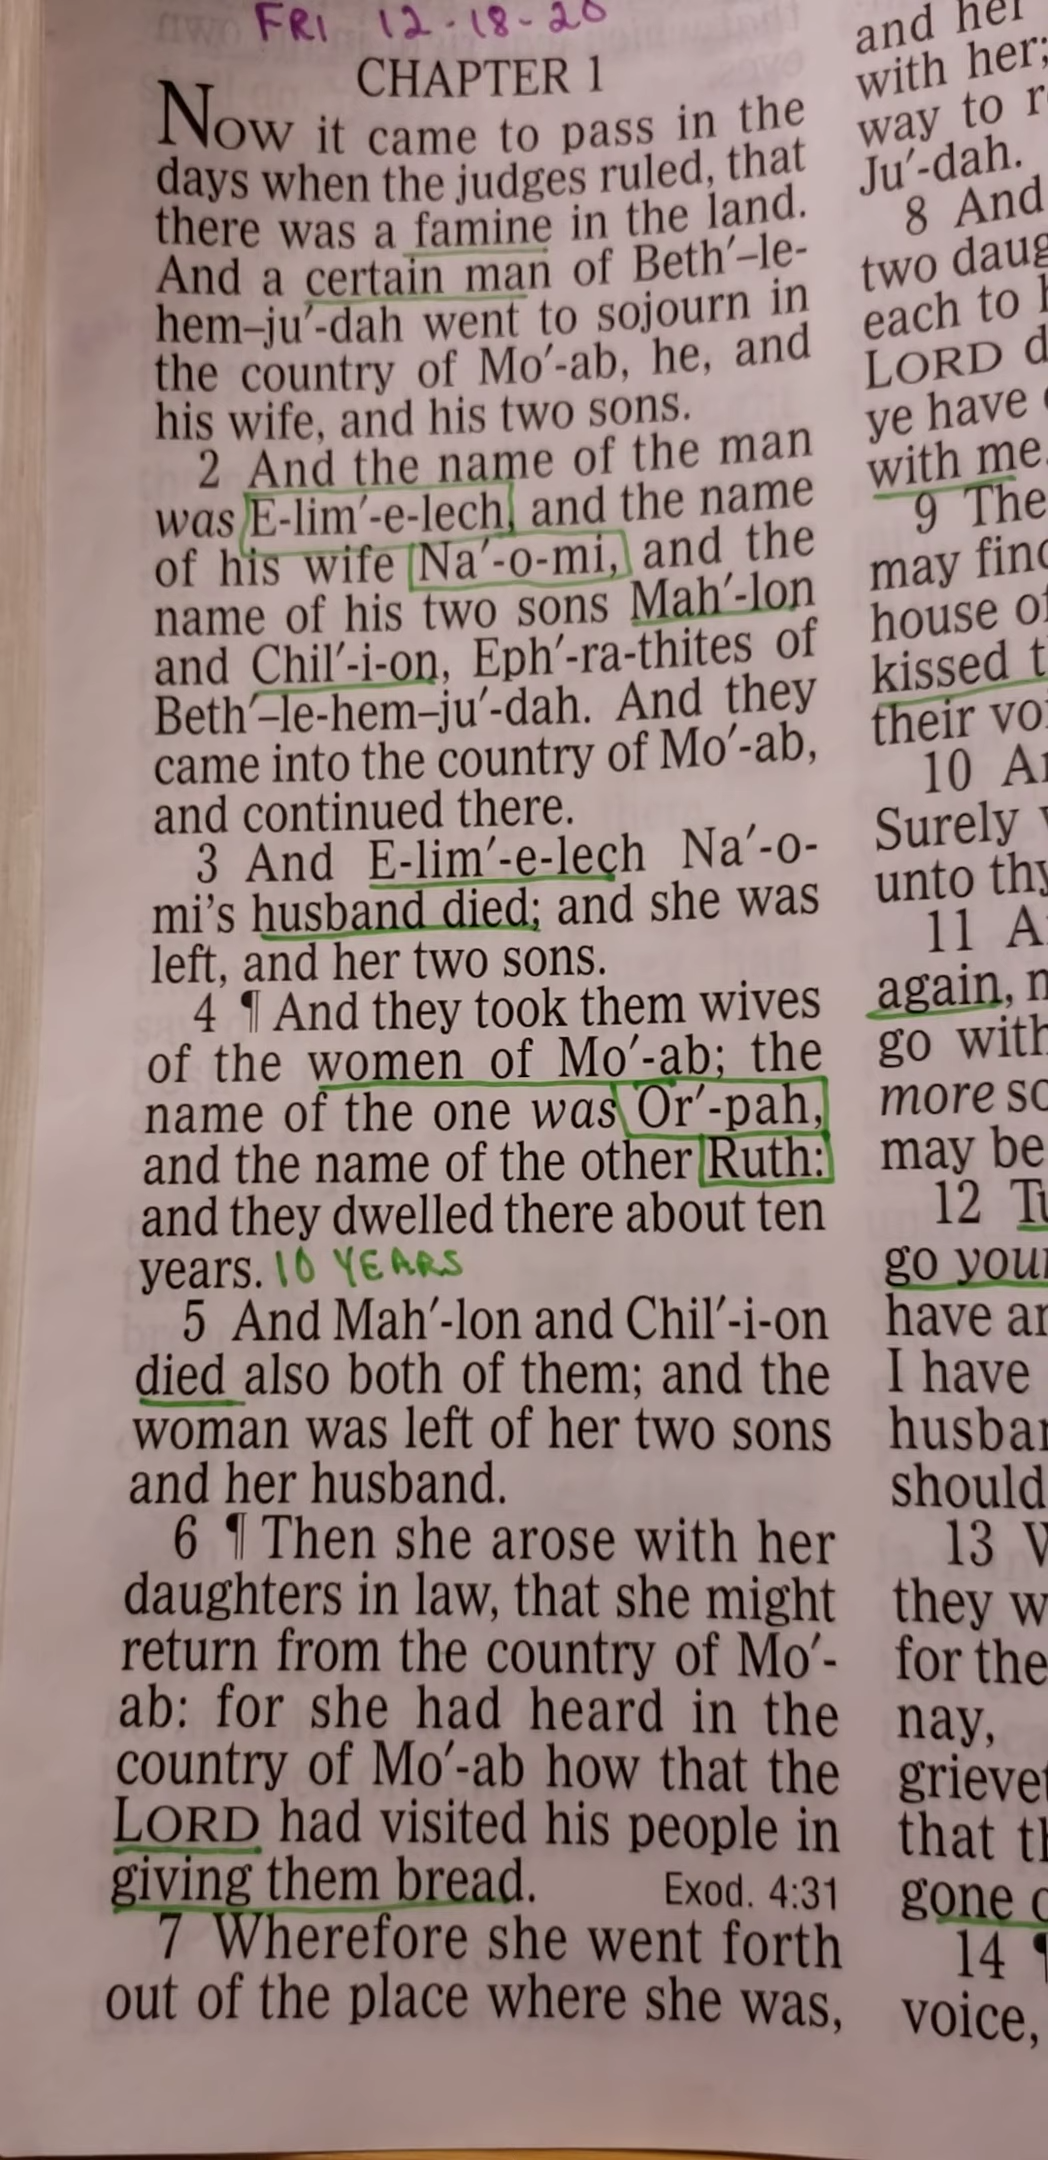 FRI 12-18-20
CHAPTER 1
NOW it came to pass in the
days when the judges ruled, that
there was a famine in the land.
And a certain man of Beth′–le-
hem–ju′-dah went to sojourn in
the country of Mo′-ab, he, and
his wife, and his two sons.
2 And the name of the man
was E-lim′-e-lech, and the name
of his wife Na′-o-mi, and the
name of his two sons Mah′-lon
and Chil′-i-on, Eph′-ra-thites of
Beth′–le-hem–ju′-dah. And they
came into the country of Mo′-ab,
and continued there.
3 And E-lim′-e-lech Na′-o-
mi's husband died; and she was
left, and her two sons.
4 ¶ And they took them wives
of the women of Mo′-ab; the
name of the one was Or′-pah,
and the name of the other Ruth:
and they dwelled there about ten
years. 10 YEARS
5 And Mah′-lon and Chil′-i-on
died also both of them; and the
woman was left of her two sons
and her husband.
6 ¶ Then she arose with her
daughters in law, that she might
return from the country of Mo′-
ab: for she had heard in the
country of Mo′-ab how that the
LORD had visited his people in
giving them bread. Exod. 4:31
7 Wherefore she went forth
out of the place where she was,
and her
with her;
way to
Ju′-dah.
8 And
two
each to
LORD
ye have
with me.
9 The
may
house
kissed
their
10
Surely
unto thy
11
again,
go with
more
may be
12
go
have
I have
should
13
they
for the
nay,
that
gone
14
voice,